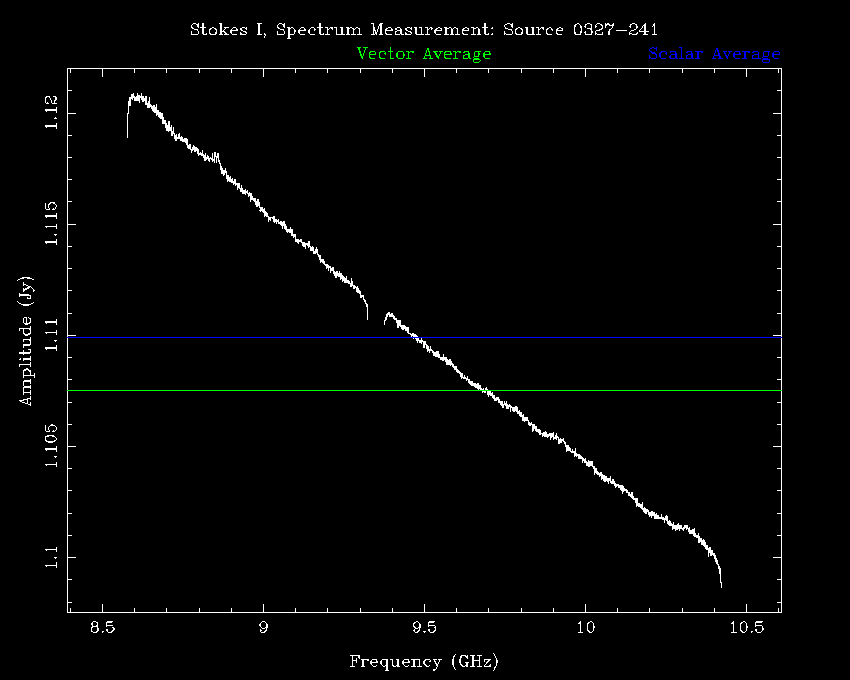 Stokes I, Spectrum Measurement: Source 0327-241
Vector Average Scalar Average
1.12
1.115
1.11
1.105
1.1
Amplitude (Jy)
8.5 9 9.5 10 10.5
Frequency (GHz)